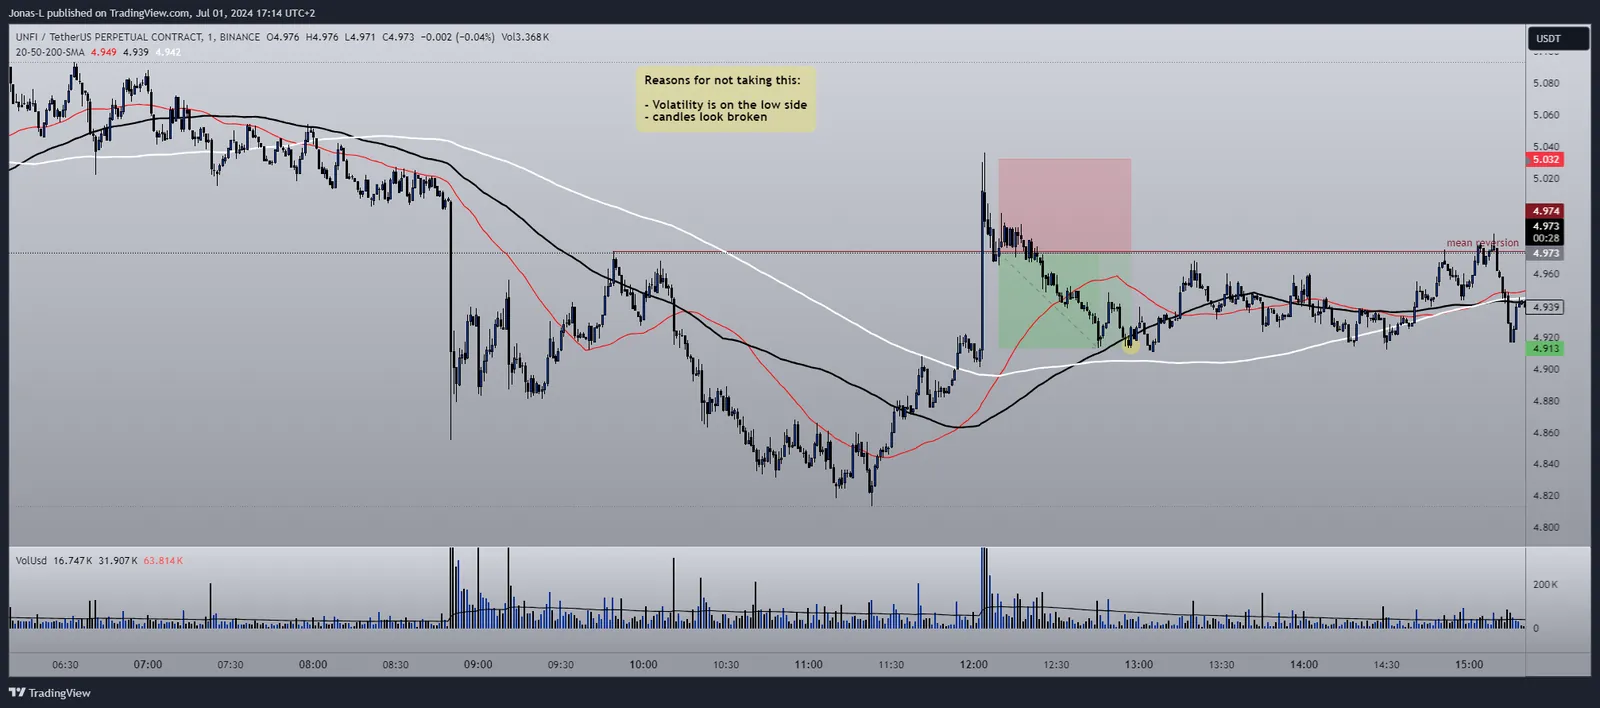 Jonas-L published on TradingView.com, Jul 01, 2024 17:14 UTC+2
UNFI / TetherUS PERPETUAL CONTRACT, 1, BINANCE O4.976 H4.976 L4.971 C4.973 −0.002 (−0.04%) Vol3.368 K
20-50-200-SMA 4.949 4.939 4.942
USDT
Reasons for not taking this:
- Volatility is on the low side
- candles look broken
5.080
5.060
5.040
5.032
5.020
4.974
4.973
00:28
mean reversion
4.973
4.960
4.939
4.920
4.913
4.900
4.880
4.860
4.840
4.820
4.800
VolUsd 16.747 K 31.907 K 63.814 K
200 K
0
06:30 07:00 07:30 08:00 08:30 09:00 09:30 10:00 10:30 11:00 11:30 12:00 12:30 13:00 13:30 14:00 14:30 15:00
TradingView